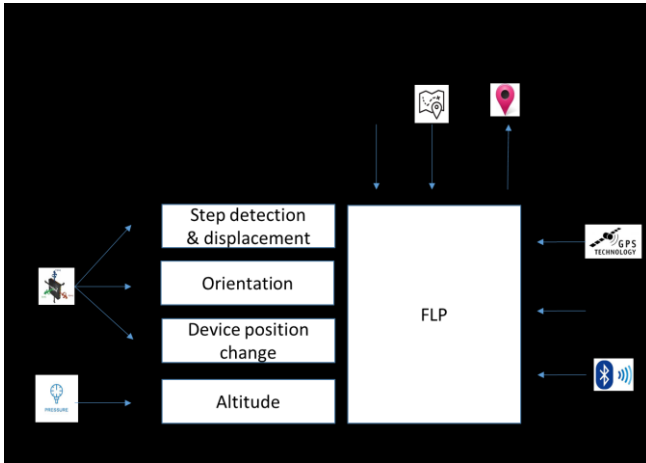 Step detection
& displacement
GPS
TECHNOLOGY
Orientation
FLP
Device position
change
Altitude
PRESSURE